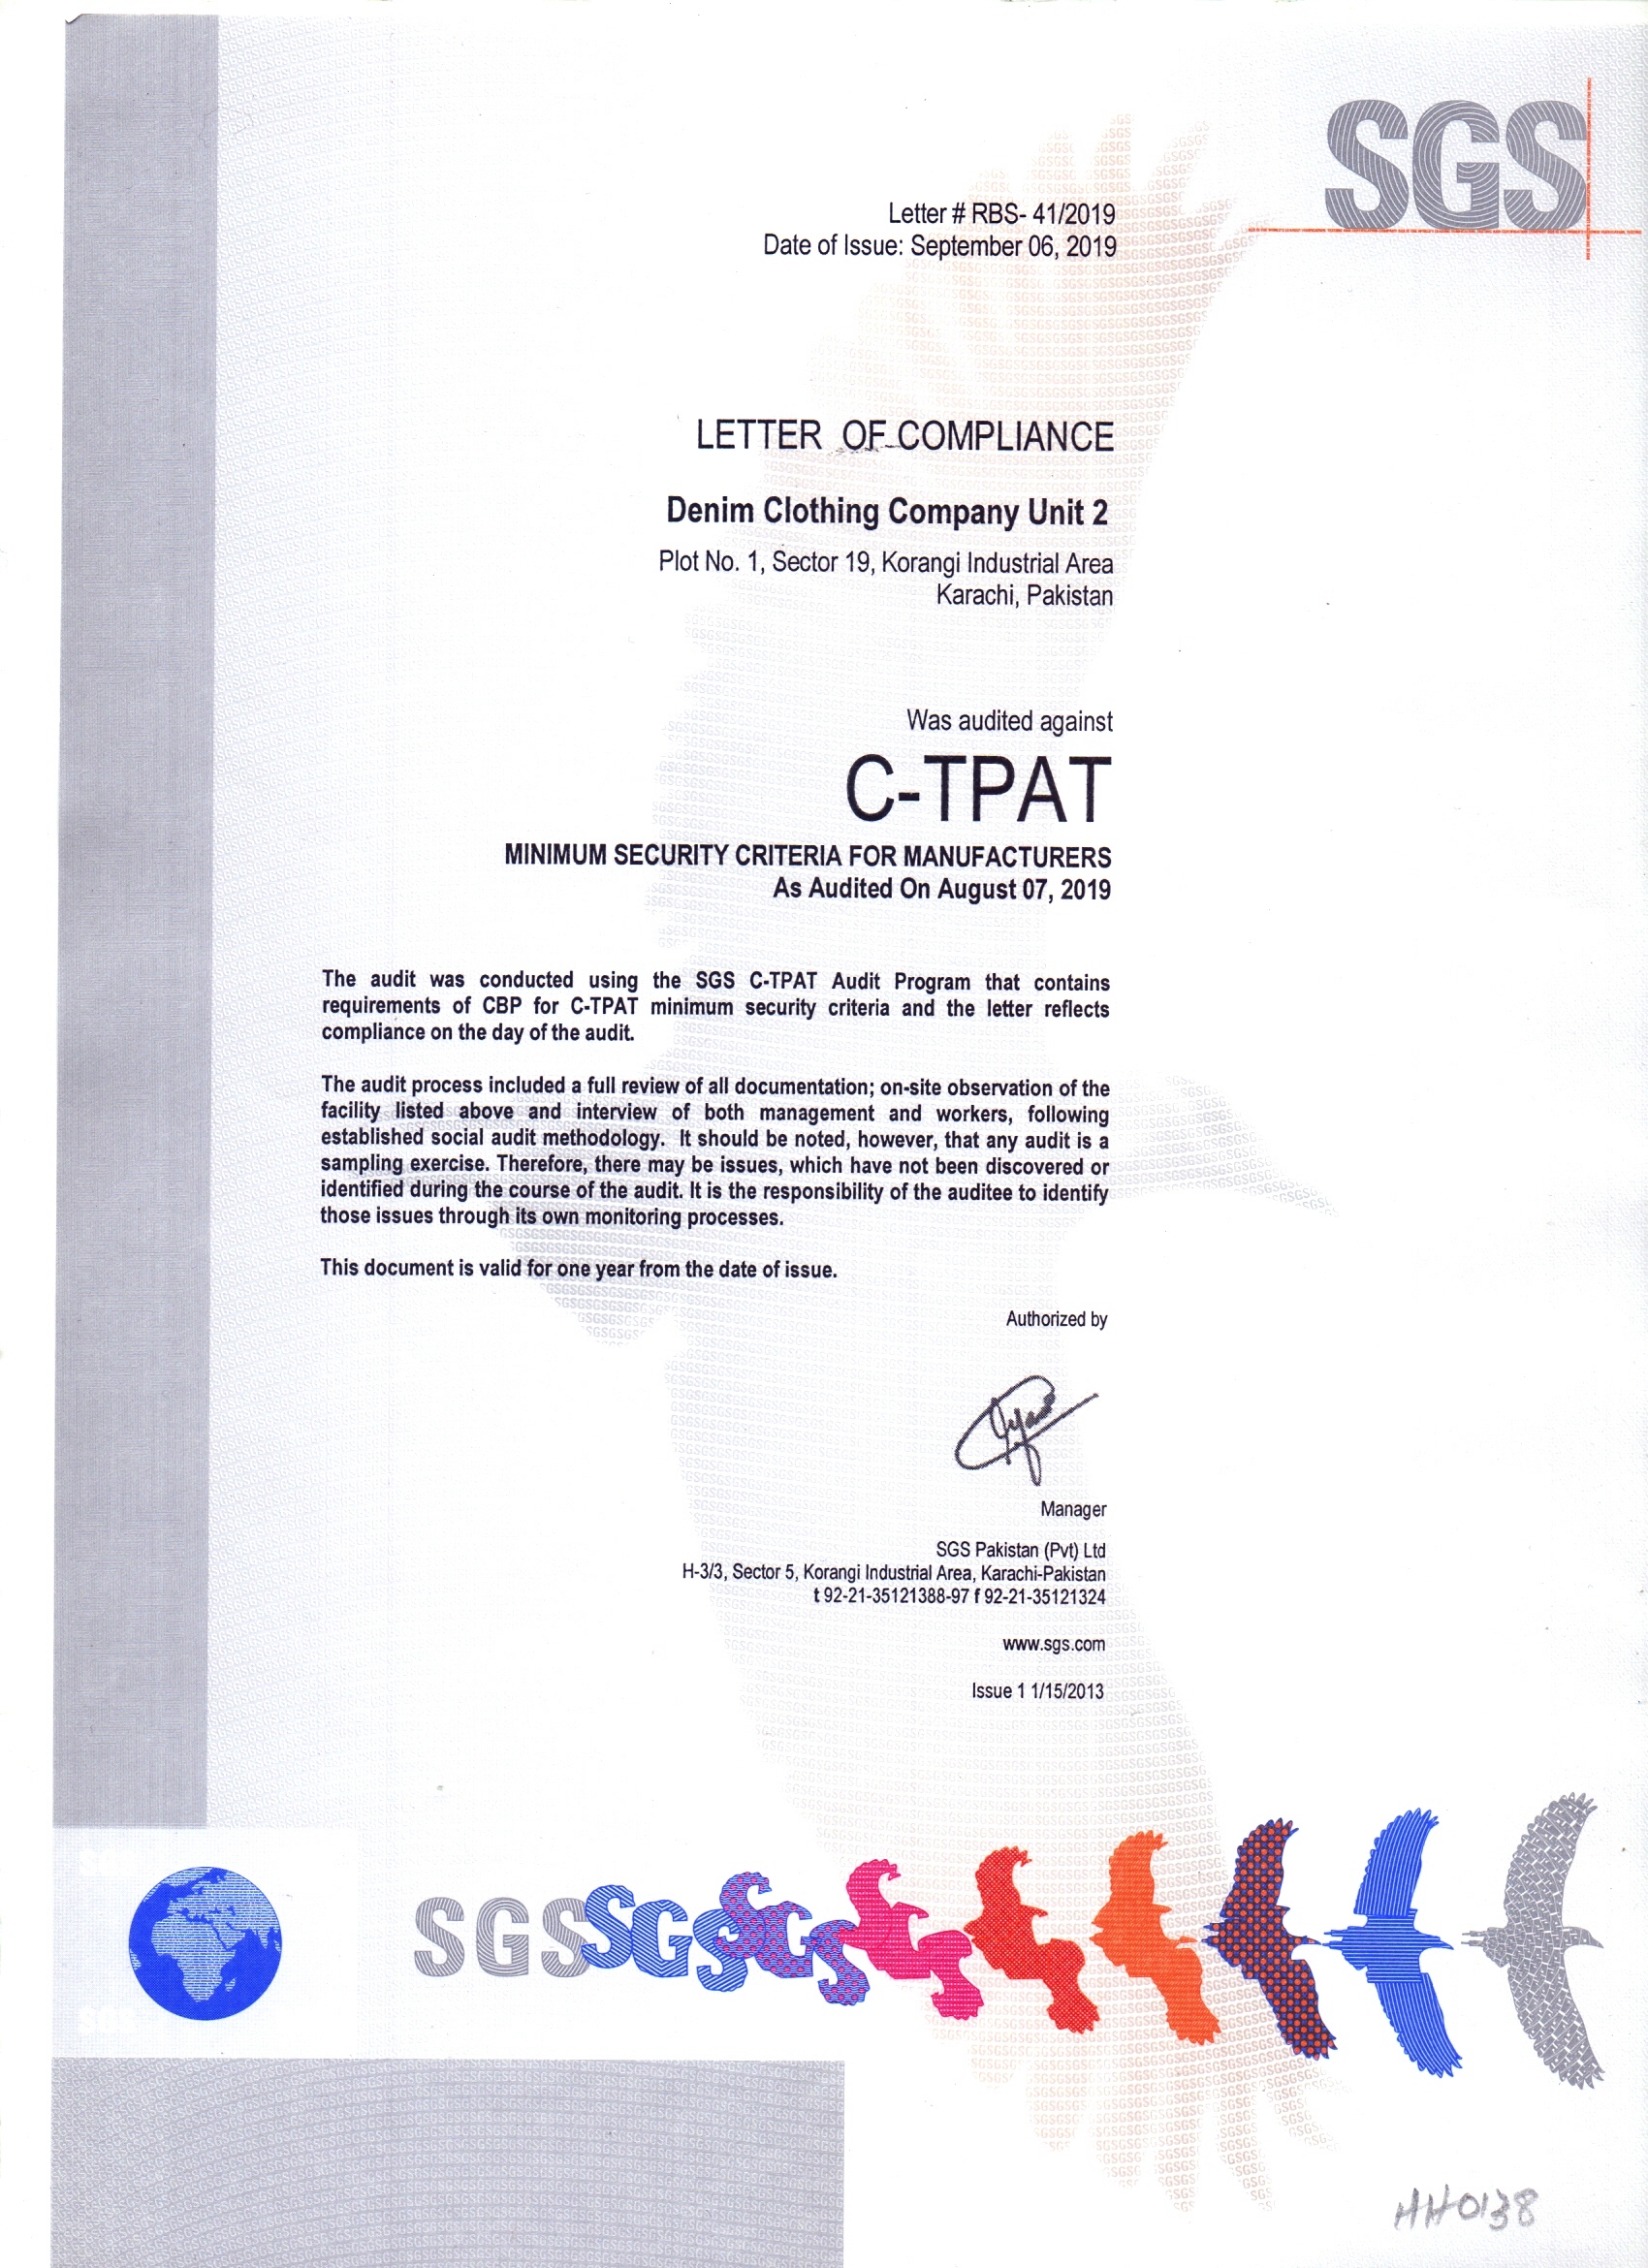 SGS
Letter # RBS- 41/2019
Date of Issue: September 06, 2019
LETTER OF COMPLIANCE
Denim Clothing Company Unit 2
Plot No. 1, Sector 19, Korangi Industrial Area
Karachi, Pakistan
Was audited against
C-TPAT
MINIMUM SECURITY CRITERIA FOR MANUFACTURERS
As Audited On August 07, 2019
The audit was conducted using the SGS C-TPAT Audit Program that contains
requirements of CBP for C-TPAT minimum security criteria and the letter reflects
compliance on the day of the audit.
The audit process included a full review of all documentation; on-site observation of the
facility listed above and interview of both management and workers, following
established social audit methodology. It should be noted, however, that any audit is a
sampling exercise. Therefore, there may be issues, which have not been discovered or
identified during the course of the audit. It is the responsibility of the auditee to identify
those issues through its own monitoring processes.
This document is valid for one year from the date of issue.
Authorized by
Manager
SGS Pakistan (Pvt) Ltd
H-3/3, Sector 5, Korangi Industrial Area, Karachi-Pakistan
t 92-21-35121388-97 f 92-21-35121324
www.sgs.com
Issue 1 1/15/2013
SGS SGS SGS
HH0138